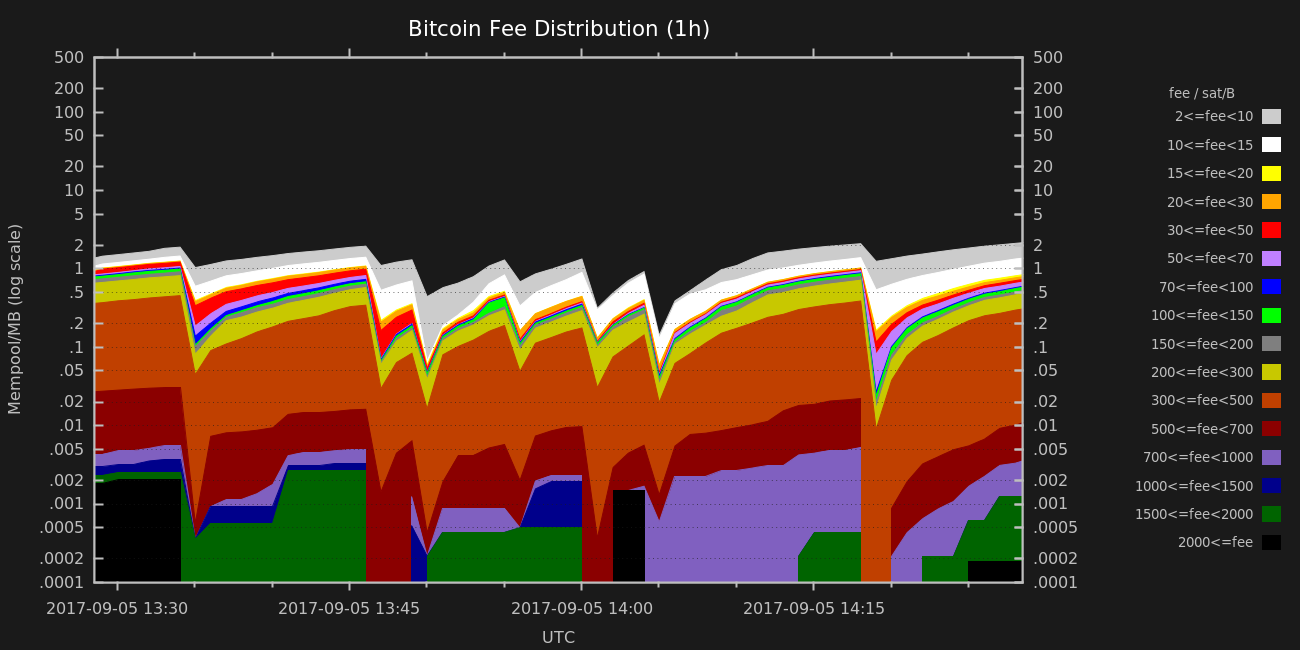 Bitcoin Fee Distribution (1h)
500 500
200 200
100 100
50 50
20 20
10 10
5 5
2 2
1 1
.5 .5
.2 .2
.1 .1
.05 .05
.02 .02
.01 .01
.005 .005
.002 .002
.001 .001
.0005 .0005
.0002 .0002
.0001 .0001
Mempool/MB (log scale)
2017-09-05 13:30 2017-09-05 13:45 2017-09-05 14:00 2017-09-05 14:15
UTC
fee / sat/B
2<=fee<10
10<=fee<15
15<=fee<20
20<=fee<30
30<=fee<50
50<=fee<70
70<=fee<100
100<=fee<150
150<=fee<200
200<=fee<300
300<=fee<500
500<=fee<700
700<=fee<1000
1000<=fee<1500
1500<=fee<2000
2000<=fee